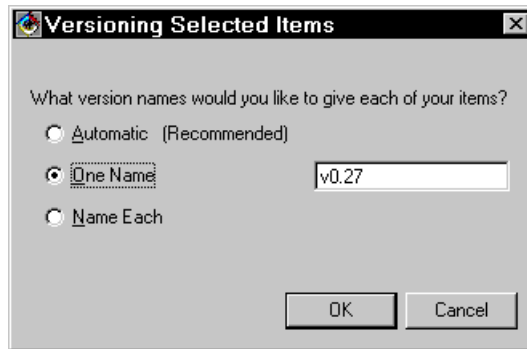 Versioning Selected Items
What version names would you like to give each of your items?
Automatic (Recommended)
One Name v0.27
Name Each
OK Cancel